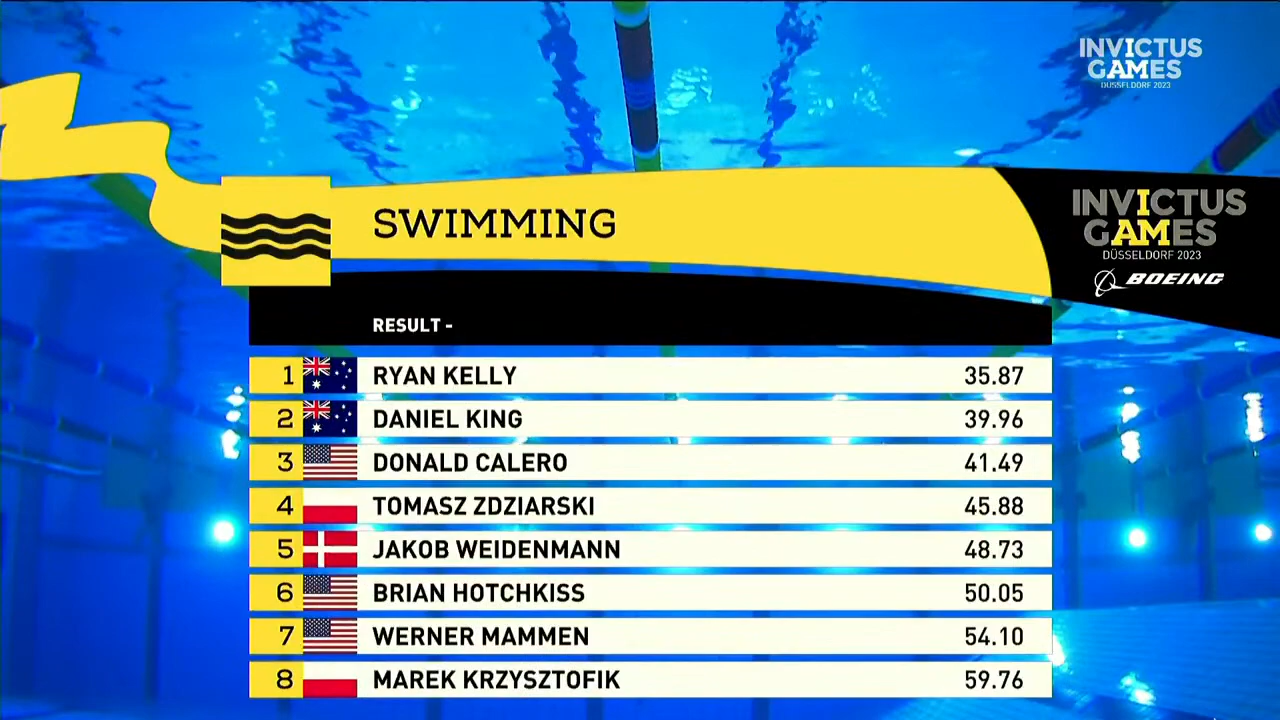 INVICTUS
GAMES
DÜSSELDORF 2023
SWIMMING
INVICTUS
GAMES
DÜSSELDORF 2023
BOEING
RESULT -
1 RYAN KELLY 35.87
2 DANIEL KING 39.96
3 DONALD CALERO 41.49
4 TOMASZ ZDZIARSKI 45.88
5 JAKOB WEIDENMANN 48.73
6 BRIAN HOTCHKISS 50.05
7 WERNER MAMMEN 54.10
8 MAREK KRZYSZTOFIK 59.76